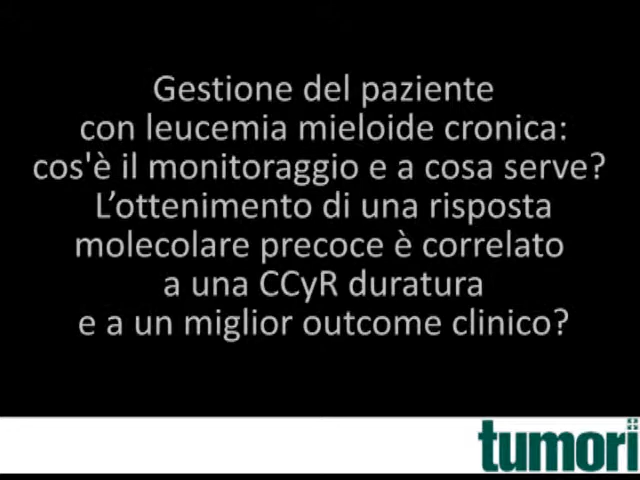 Gestione del paziente
con leucemia mieloide cronica:
cos'è il monitoraggio e a cosa serve?
L’ottenimento di una risposta
molecolare precoce è correlato
a una CCyR duratura
e a un miglior outcome clinico?
tumori